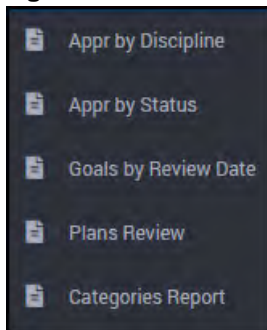 Appr by Discipline
Appr by Status
Goals by Review Date
Plans Review
Categories Report